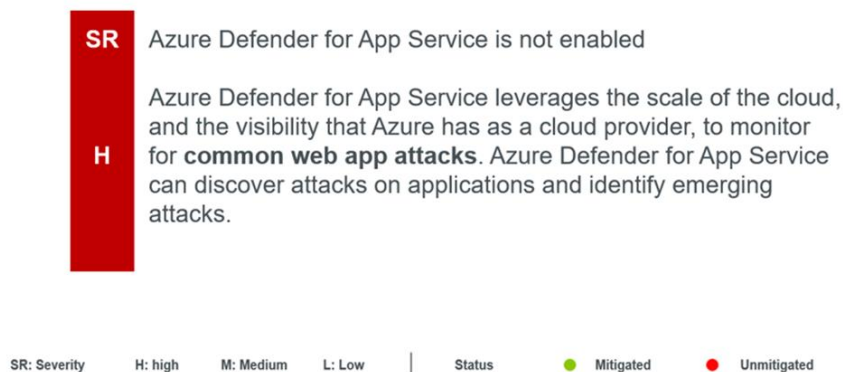 SR Azure Defender for App Service is not enabled
Azure Defender for App Service leverages the scale of the cloud,
and the visibility that Azure has as a cloud provider, to monitor
H for common web app attacks. Azure Defender for App Service
can discover attacks on applications and identify emerging
attacks.
SR: Severity H: high M: Medium L: Low Status Mitigated Unmitigated